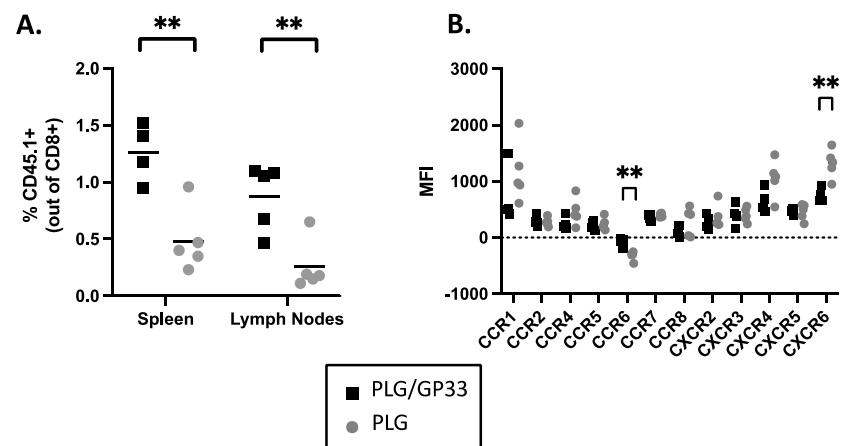 A.
** **
2.0
1.5
1.0
0.5
0.0
% CD45.1+
(out of CD8+)
Spleen Lymph Nodes
B.
**
**
3000
2000
1000
0
-1000
MFI
CCR1 CCR2 CCR4 CCR5 CCR6 CCR7 CCR8 CXCR2 CXCR3 CXCR4 CXCR5 CXCR6
PLG/GP33
PLG